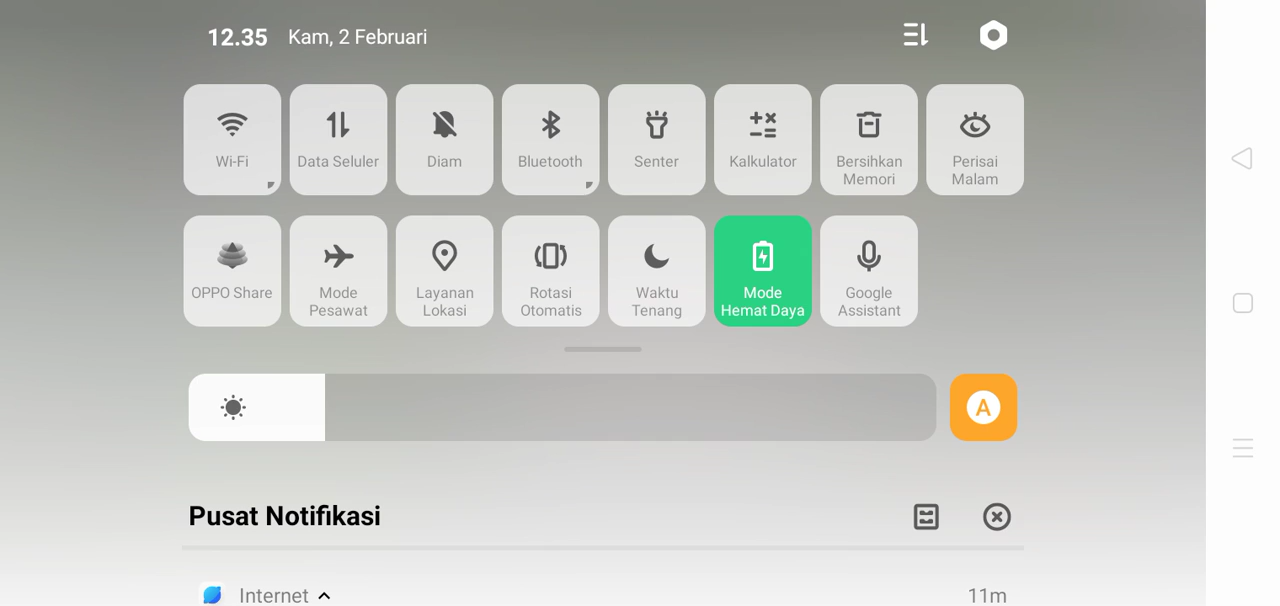 12.35 Kam, 2 Februari
Wi-Fi
Data Seluler
Diam
Bluetooth
Senter
Kalkulator
Bersihkan
Memori
Perisai
Malam
OPPO Share
Mode
Pesawat
Layanan
Lokasi
Rotasi
Otomatis
Waktu
Tenang
Mode
Hemat Daya
Google
Assistant
A
Pusat Notifikasi
Internet 11m